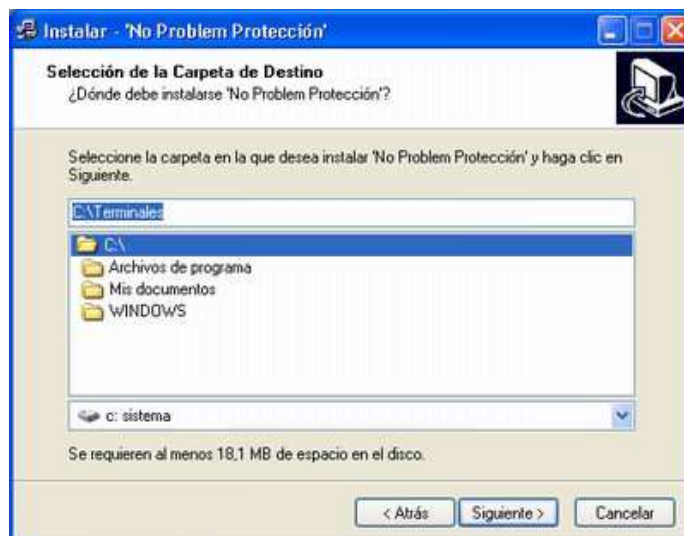 Instalar - 'No Problem Protección'
Selección de la Carpeta de Destino
¿Dónde debe instalarse 'No Problem Protección'?
Seleccione la carpeta en la que desea instalar 'No Problem Protección' y haga clic en
Siguiente.
C:\Terminales
C:\
Archivos de programa
Mis documentos
WINDOWS
c: sistema
Se requieren al menos 18,1 MB de espacio en el disco.
< Atrás
Siguiente >
Cancelar